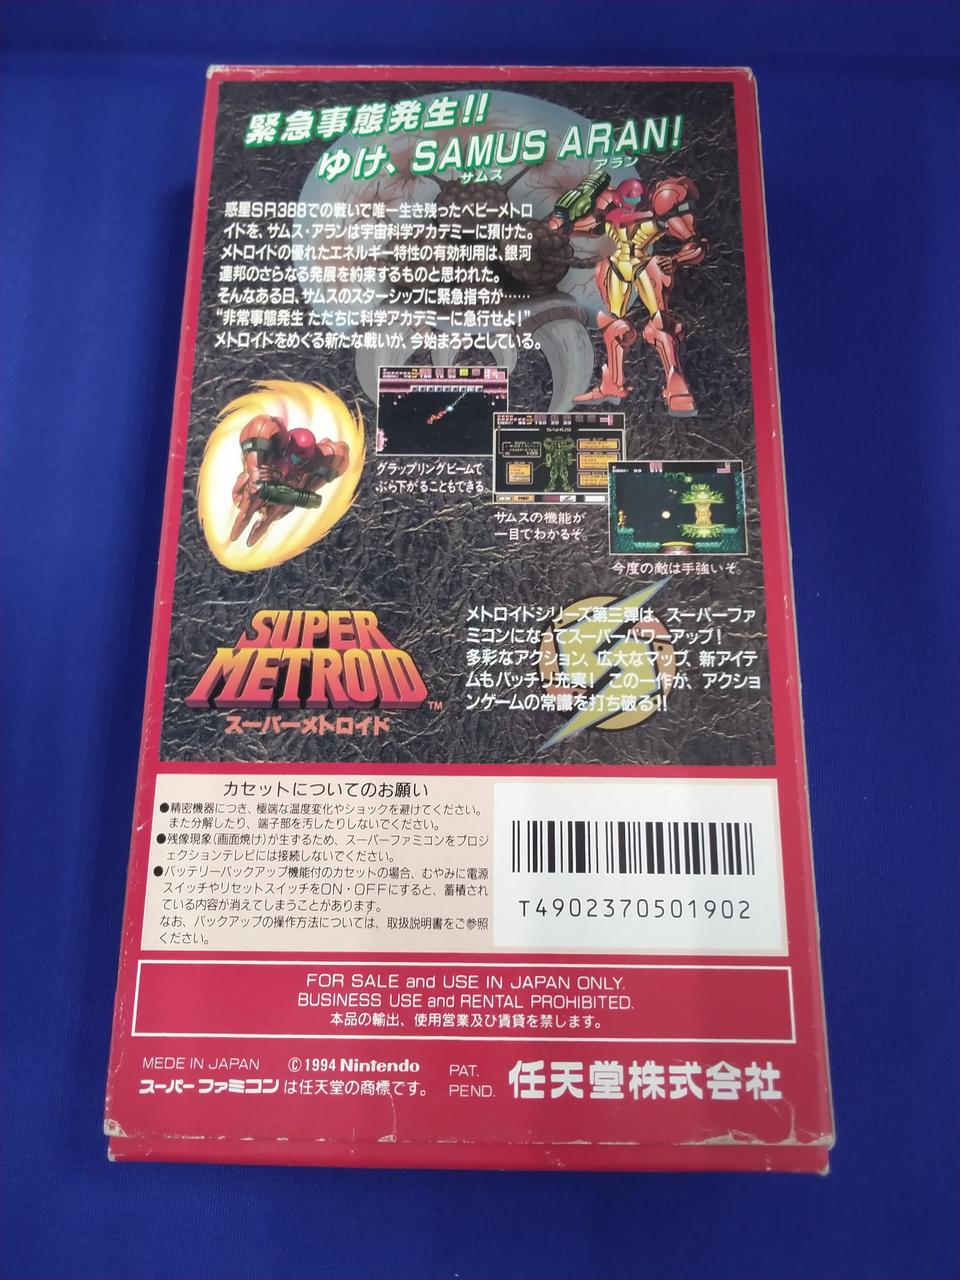 緊急事態発生!!
ゆけ、SAMUS ARAN!
サムス アラン
惑星SR388での戦いで唯一生き残ったベビーメトロ
イドを、サムス・アランは宇宙科学アカデミーに預けた。
メトロイドの優れたエネルギー特性の有効利用は、銀河
連邦のさらなる発展を約束するものと思われた。
そんなある日、サムスのスターシップに緊急指令が……
“非常事態発生 ただちに科学アカデミーに急行せよ!”
メトロイドをめぐる新たな戦いが、今始まろうとしている。
グラップリングビームで
ぶら下がることもできる。
SAMUS
サムスの機能が
一目でわかるぞ。
今度の敵は手強いぞ。
SUPER
METROID™
スーパーメトロイド
メトロイドシリーズ第三弾は、スーパーファ
ミコンになってスーパーパワーアップ!
多彩なアクション、広大なマップ、新アイテ
ムもバッチリ充実! この一作が、アクショ
ンゲームの常識を打ち破る!!
カセットについてのお願い
●精密機器につき、極端な温度変化やショックを避けてください。
また分解したり、端子部を汚したりしないでください。
●残像現象(画面焼け)が生ずるため、スーパーファミコンをプロジ
ェクションテレビには接続しないでください。
●バッテリーバックアップ機能付のカセットの場合、むやみに電源
スイッチやリセットスイッチをON・OFFにすると、蓄積され
ている内容が消えてしまうことがあります。
なお、バックアップの操作方法については、取扱説明書をご参照
ください。
T4902370501902
FOR SALE and USE IN JAPAN ONLY.
BUSINESS USE and RENTAL PROHIBITED.
本品の輸出、使用営業及び賃貸を禁じます。
MEDE IN JAPAN ©1994 Nintendo
スーパーファミコンは任天堂の商標です。
PAT.
PEND.
任天堂株式会社